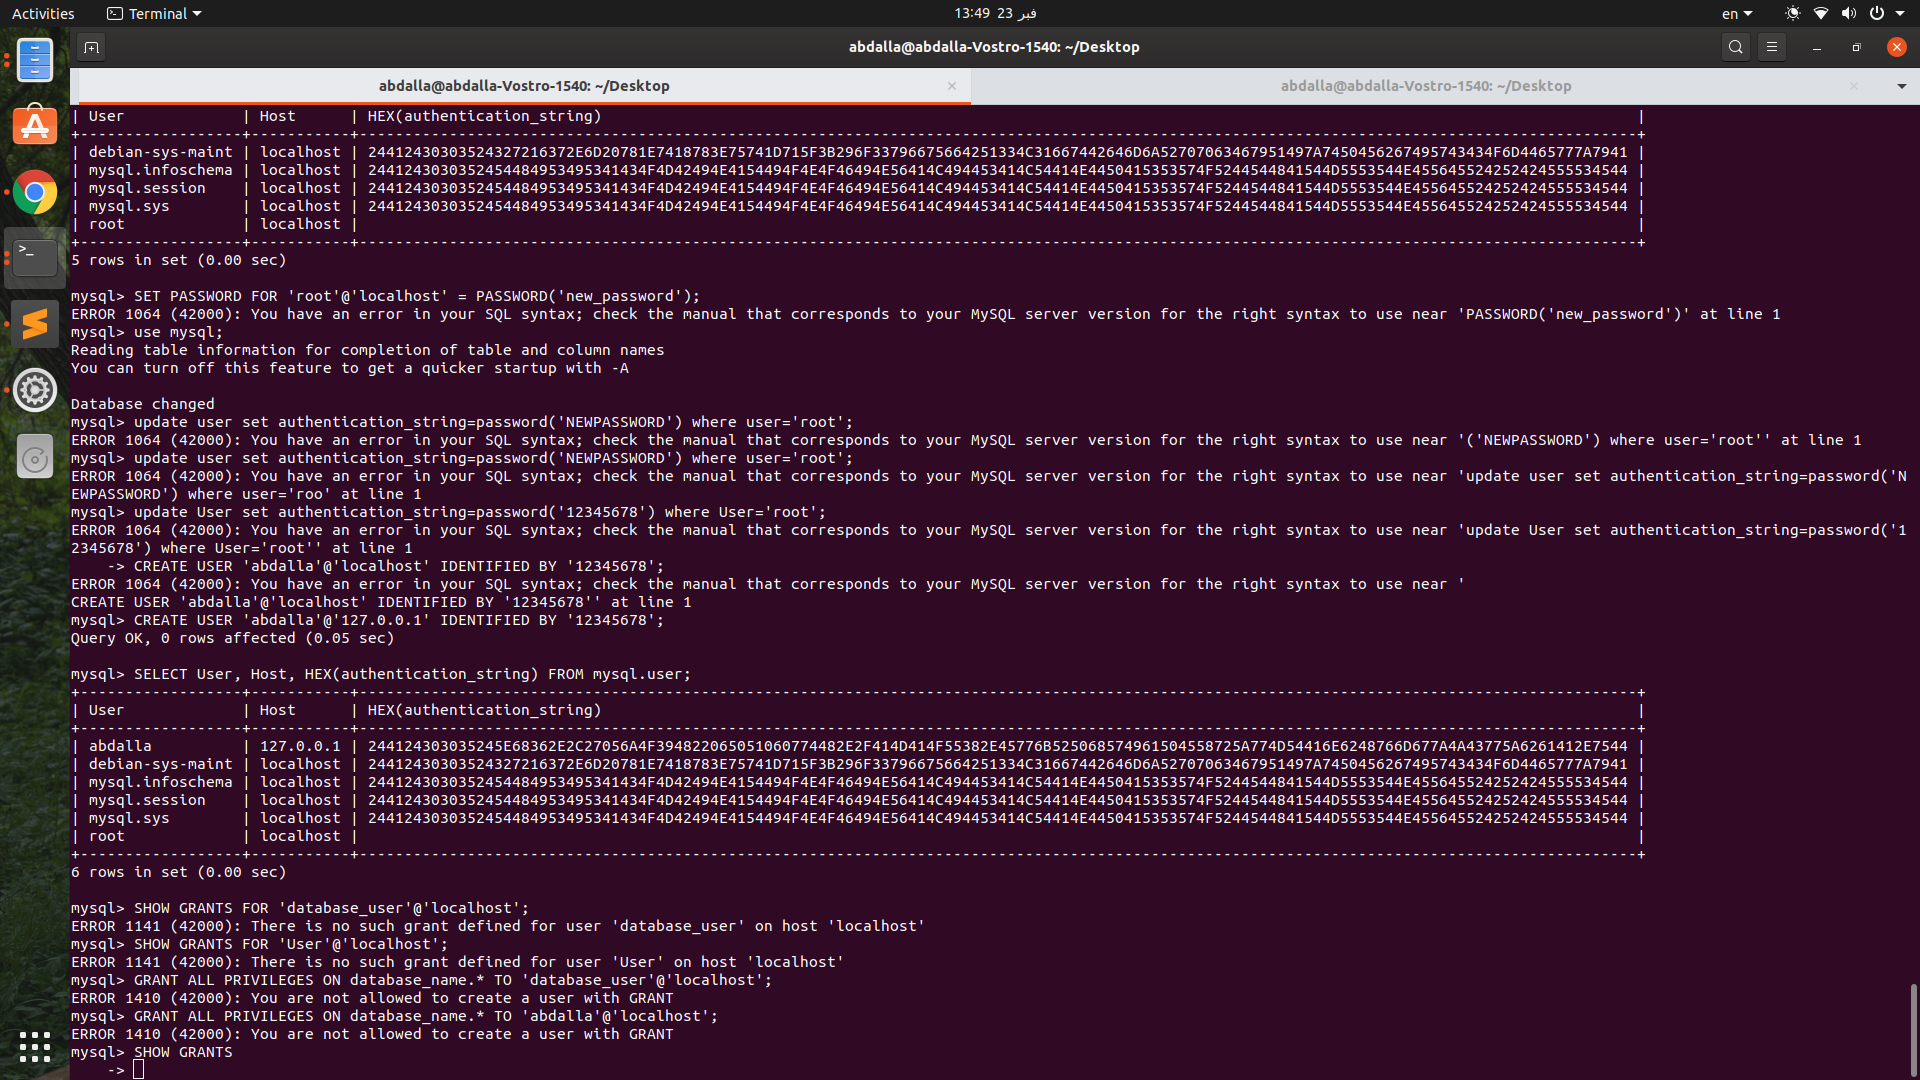 Activities
Terminal
13:49 23 فبر
en
abdalla@abdalla-Vostro-1540: ~/Desktop
abdalla@abdalla-Vostro-1540: ~/Desktop
abdalla@abdalla-Vostro-1540: ~/Desktop
| User | Host | HEX(authentication_string) |
| debian-sys-maint | localhost |
| mysql.infoschema | localhost |
| mysql.session | localhost |
| mysql.sys | localhost |
| root | localhost | |
5 rows in set (0.00 sec)
mysql> SET PASSWORD FOR 'root'@'localhost' = PASSWORD('new_password');
ERROR 1064 (42000): You have an error in your SQL syntax; check the manual that corresponds to your MySQL server version for the right syntax to use near 'PASSWORD('new_password')' at line 1
mysql> use mysql;
Reading table information for completion of table and column names
You can turn off this feature to get a quicker startup with -A
Database changed
mysql> update user set authentication_string=password('NEWPASSWORD') where user='root';
ERROR 1064 (42000): You have an error in your SQL syntax; check the manual that corresponds to your MySQL server version for the right syntax to use near '('NEWPASSWORD') where user='root'' at line 1
mysql> update user set authentication_string=password('NEWPASSWORD') where user='root';
ERROR 1064 (42000): You have an error in your SQL syntax; check the manual that corresponds to your MySQL server version for the right syntax to use near 'update user set authentication_string=password('N
EWPASSWORD') where user='roo' at line 1
mysql> update User set authentication_string=password('12345678') where User='root';
ERROR 1064 (42000): You have an error in your SQL syntax; check the manual that corresponds to your MySQL server version for the right syntax to use near 'update User set authentication_string=password('1
2345678') where User='root'' at line 1
-> CREATE USER 'abdalla'@'localhost' IDENTIFIED BY '12345678';
ERROR 1064 (42000): You have an error in your SQL syntax; check the manual that corresponds to your MySQL server version for the right syntax to use near '
CREATE USER 'abdalla'@'localhost' IDENTIFIED BY '12345678'' at line 1
mysql> CREATE USER 'abdalla'@'127.0.0.1' IDENTIFIED BY '12345678';
Query OK, 0 rows affected (0.05 sec)
mysql> SELECT User, Host, HEX(authentication_string) FROM mysql.user;
| User | Host | HEX(authentication_string) |
| abdalla | 127.0.0.1 |
| debian-sys-maint | localhost |
| mysql.infoschema | localhost |
| mysql.session | localhost |
| mysql.sys | localhost |
| root | localhost | |
6 rows in set (0.00 sec)
mysql> SHOW GRANTS FOR 'database_user'@'localhost';
ERROR 1141 (42000): There is no such grant defined for user 'database_user' on host 'localhost'
mysql> SHOW GRANTS FOR 'User'@'localhost';
ERROR 1141 (42000): There is no such grant defined for user 'User' on host 'localhost'
mysql> GRANT ALL PRIVILEGES ON database_name.* TO 'database_user'@'localhost';
ERROR 1410 (42000): You are not allowed to create a user with GRANT
mysql> GRANT ALL PRIVILEGES ON database_name.* TO 'abdalla'@'localhost';
ERROR 1410 (42000): You are not allowed to create a user with GRANT
mysql> SHOW GRANTS
->